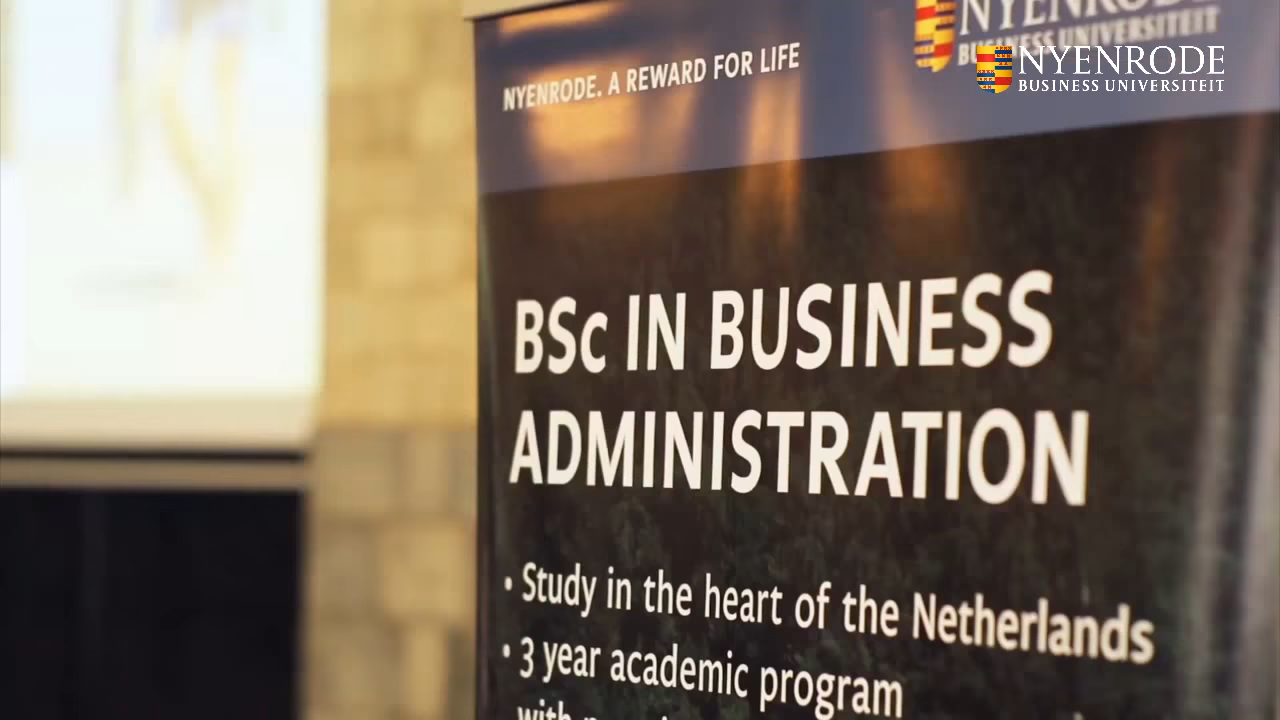 NYENRODE. A REWARD FOR LIFE
NYENRODE
BUSINESS UNIVERSITEIT
NYENRODE
BUSINESS UNIVERSITEIT
BSc IN BUSINESS
ADMINISTRATION
• Study in the heart of the Netherlands
• 3 year academic program
with